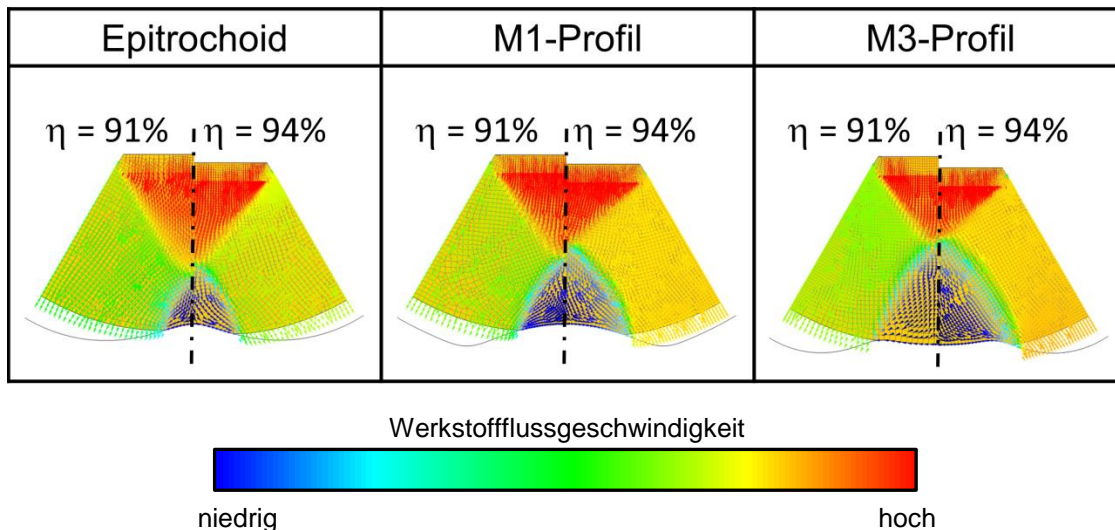 Epitrochoid M1-Profil M3-Profil
η = 91% η = 94% η = 91% η = 94% η = 91% η = 94%
Werkstoffflussgeschwindigkeit
niedrig hoch